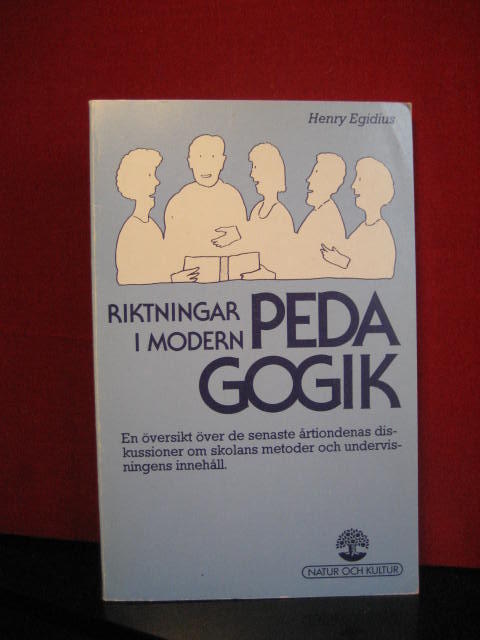 Henry Egidius
RIKTNINGAR
I MODERN
PEDA
GOGIK
En översikt över de senaste årtiondenas dis-
kussioner om skolans metoder och undervis-
ningens innehåll.
NATUR OCH KULTUR